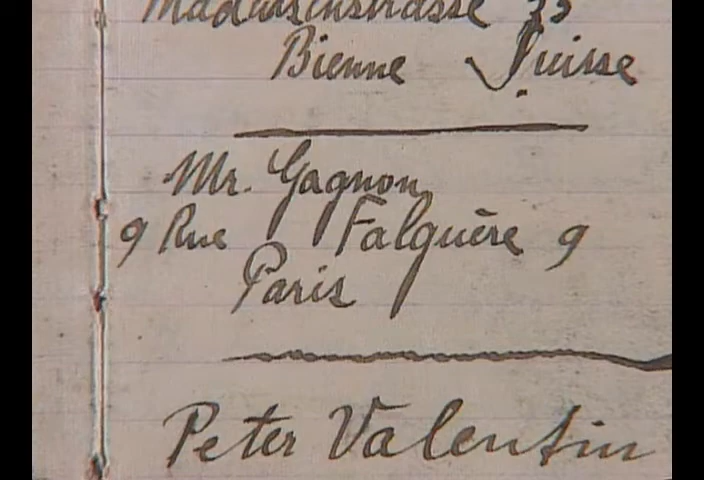 Bienne Suisse
Mr. Gagnon
9 Rue Falguère 9
Paris
Peter Valentin